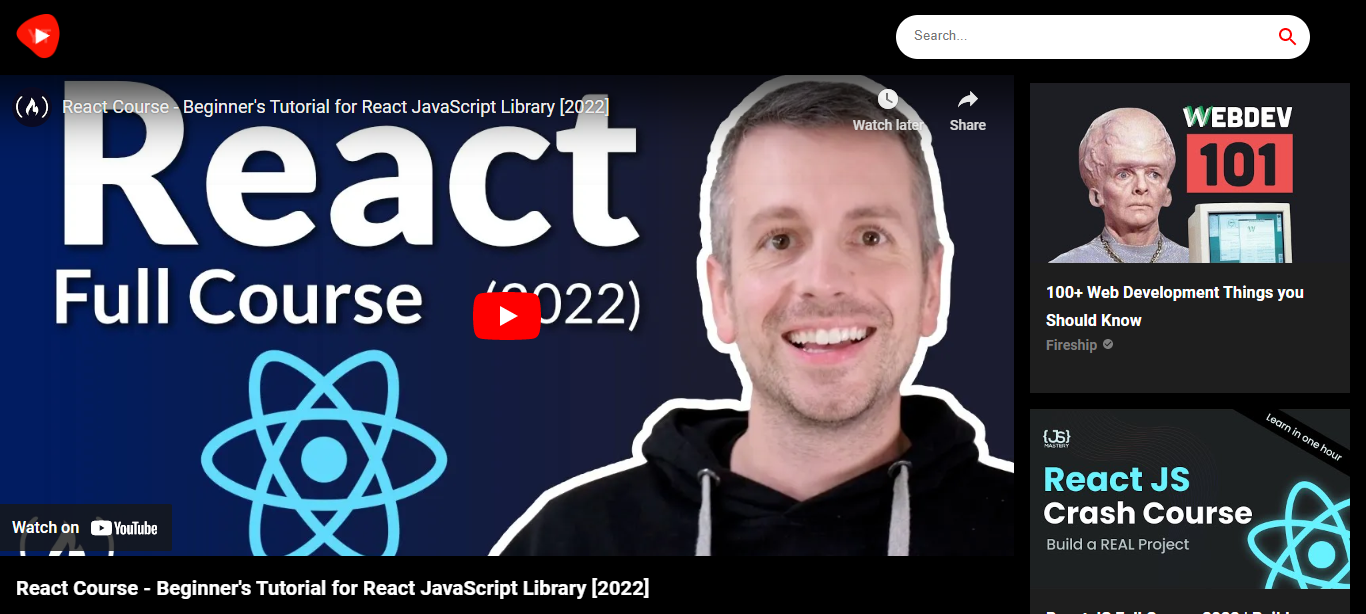 Search...
React Course - Beginner's Tutorial for React JavaScript Library [2022]
Watch later
Share
React
Full Course (2022)
Watch on YouTube
React Course - Beginner's Tutorial for React JavaScript Library [2022]
WEBDEV
101
100+ Web Development Things you
Should Know
Fireship
Learn in one hour
{JS}
MASTERY
React JS
Crash Course
Build a REAL Project